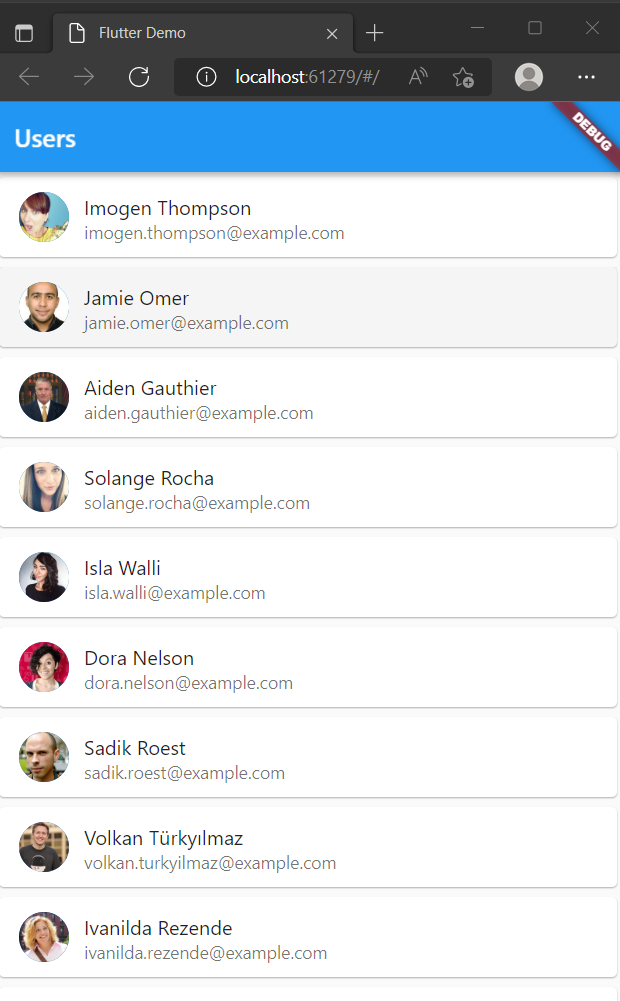 Flutter Demo
localhost:61279/#/
Users
DEBUG
Imogen Thompson
imogen.thompson@example.com
Jamie Omer
jamie.omer@example.com
Aiden Gauthier
aiden.gauthier@example.com
Solange Rocha
solange.rocha@example.com
Isla Walli
isla.walli@example.com
Dora Nelson
dora.nelson@example.com
Sadik Roest
sadik.roest@example.com
Volkan Türkyılmaz
volkan.turkyilmaz@example.com
Ivanilda Rezende
ivanilda.rezende@example.com